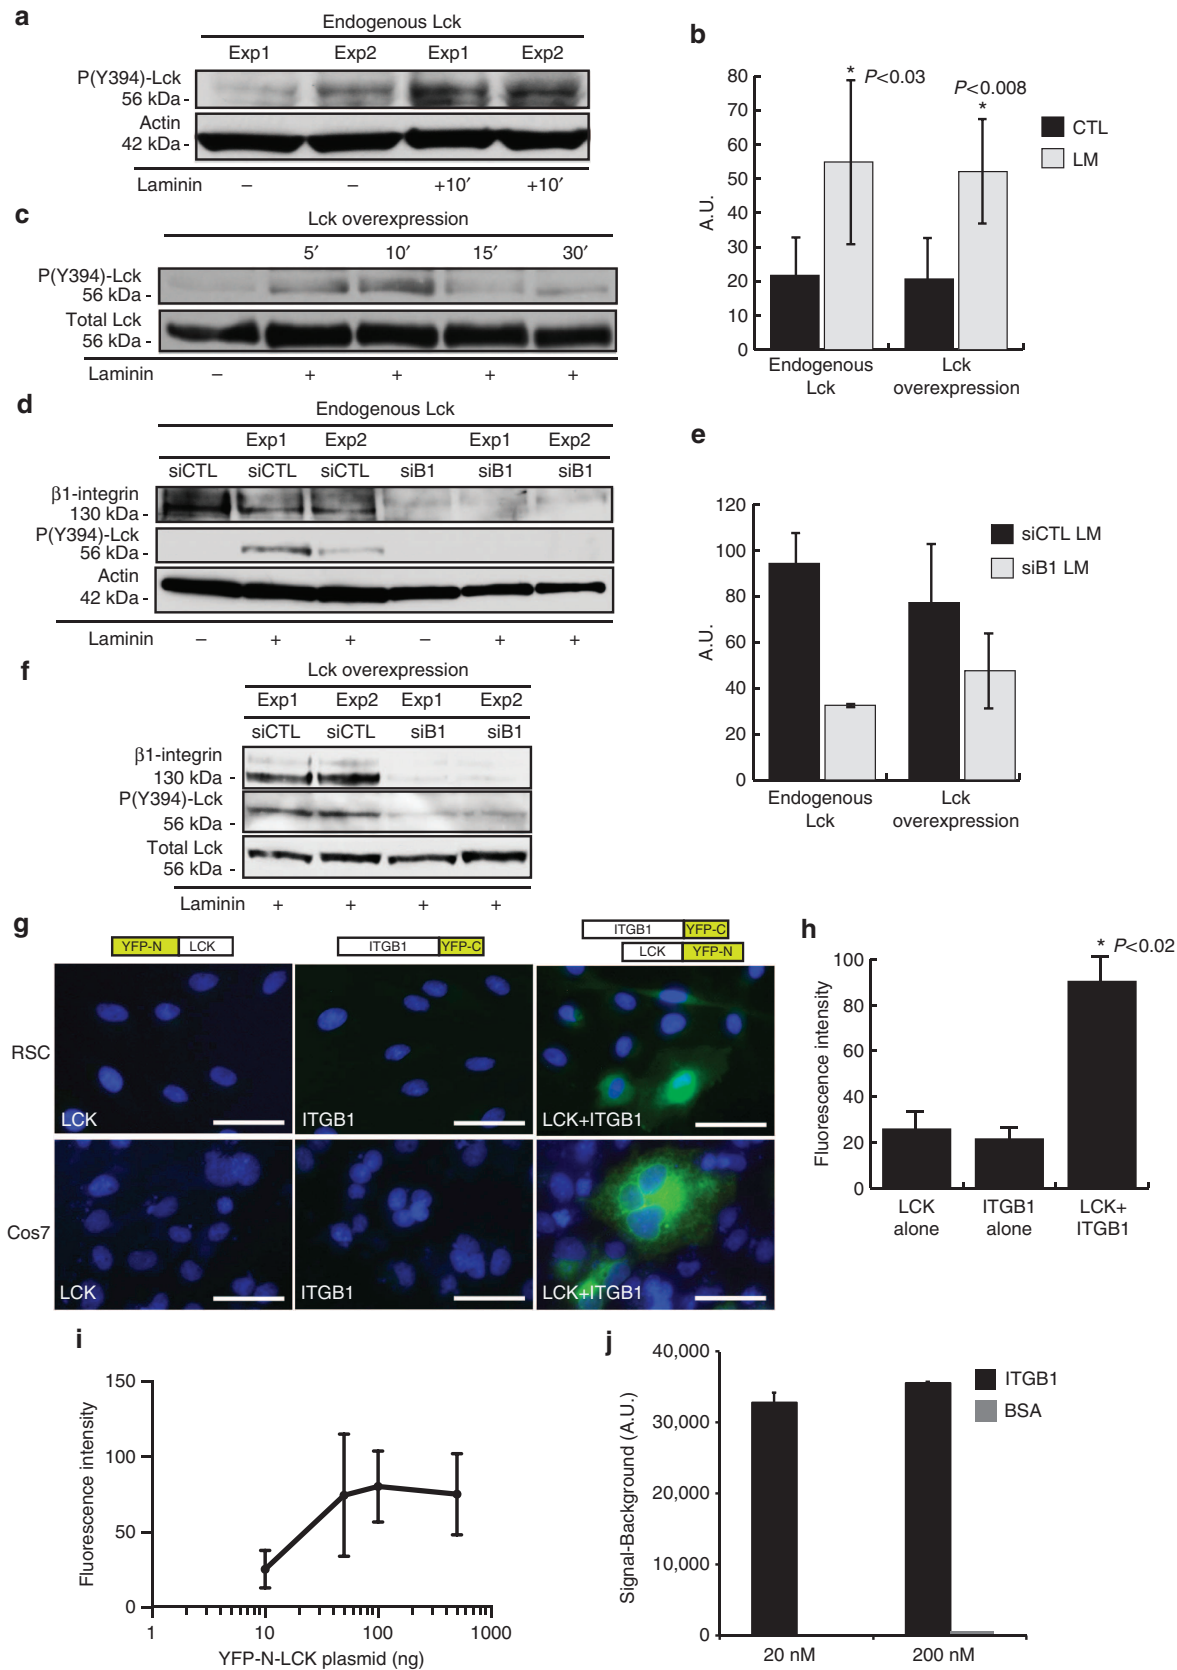 a
Endogenous Lck
Exp1 Exp2 Exp1 Exp2
P(Y394)-Lck
56 kDa -
Actin
42 kDa -
Laminin – – +10′ +10′
b
80
70
60
50
40
30
20
10
0
A.U.
* P<0.03
P<0.008
*
CTL
LM
Endogenous Lck
Lck overexpression
c
Lck overexpression
5′ 10′ 15′ 30′
P(Y394)-Lck
56 kDa -
Total Lck
56 kDa -
Laminin – + + + +
d
Endogenous Lck
Exp1 Exp2 Exp1 Exp2
siCTL siCTL siCTL siB1 siB1 siB1
β1-integrin
130 kDa -
P(Y394)-Lck
56 kDa -
Actin
42 kDa -
Laminin – + + – + +
e
120
100
80
60
40
20
0
A.U.
siCTL LM
siB1 LM
Endogenous Lck
Lck overexpression
f
Lck overexpression
Exp1 Exp2 Exp1 Exp2
siCTL siCTL siB1 siB1
β1-integrin
130 kDa -
P(Y394)-Lck
56 kDa -
Total Lck
56 kDa -
Laminin + + + +
g
YFP-N LCK
ITGB1 YFP-C
ITGB1 YFP-C
LCK YFP-N
RSC
LCK ITGB1 LCK+ITGB1
Cos7
LCK ITGB1 LCK+ITGB1
h
100
80
60
40
20
0
Fluorescence intensity
* P<0.02
LCK alone
ITGB1 alone
LCK+ ITGB1
i
150
100
50
0
Fluorescence intensity
1 10 100 1000
YFP-N-LCK plasmid (ng)
j
40,000
30,000
20,000
10,000
0
Signal-Background (A.U.)
ITGB1
BSA
20 nM 200 nM